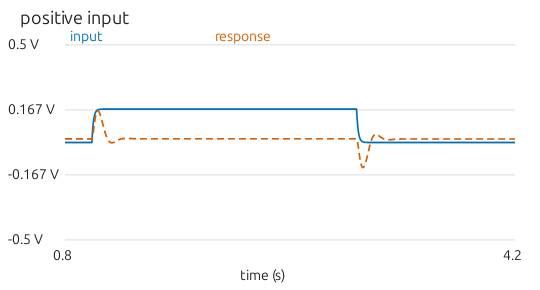 positive input
input response
0.5 V
0.167 V
-0.167 V
-0.5 V
0.8 4.2
time (s)